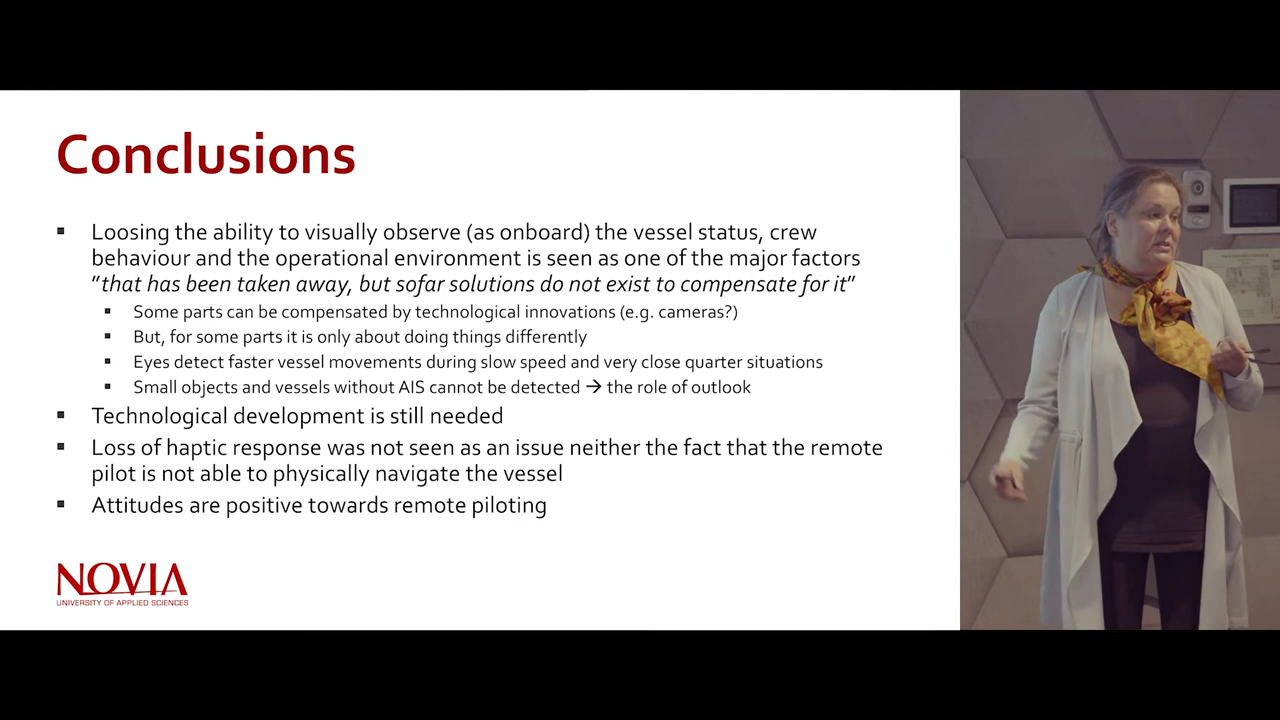 Conclusions
▪ Loosing the ability to visually observe (as onboard) the vessel status, crew
behaviour and the operational environment is seen as one of the major factors
"that has been taken away, but sofar solutions do not exist to compensate for it"
▪ Some parts can be compensated by technological innovations (e.g. cameras?)
▪ But, for some parts it is only about doing things differently
▪ Eyes detect faster vessel movements during slow speed and very close quarter situations
▪ Small objects and vessels without AIS cannot be detected → the role of outlook
▪ Technological development is still needed
▪ Loss of haptic response was not seen as an issue neither the fact that the remote
pilot is not able to physically navigate the vessel
▪ Attitudes are positive towards remote piloting
NOVIA
UNIVERSITY OF APPLIED SCIENCES